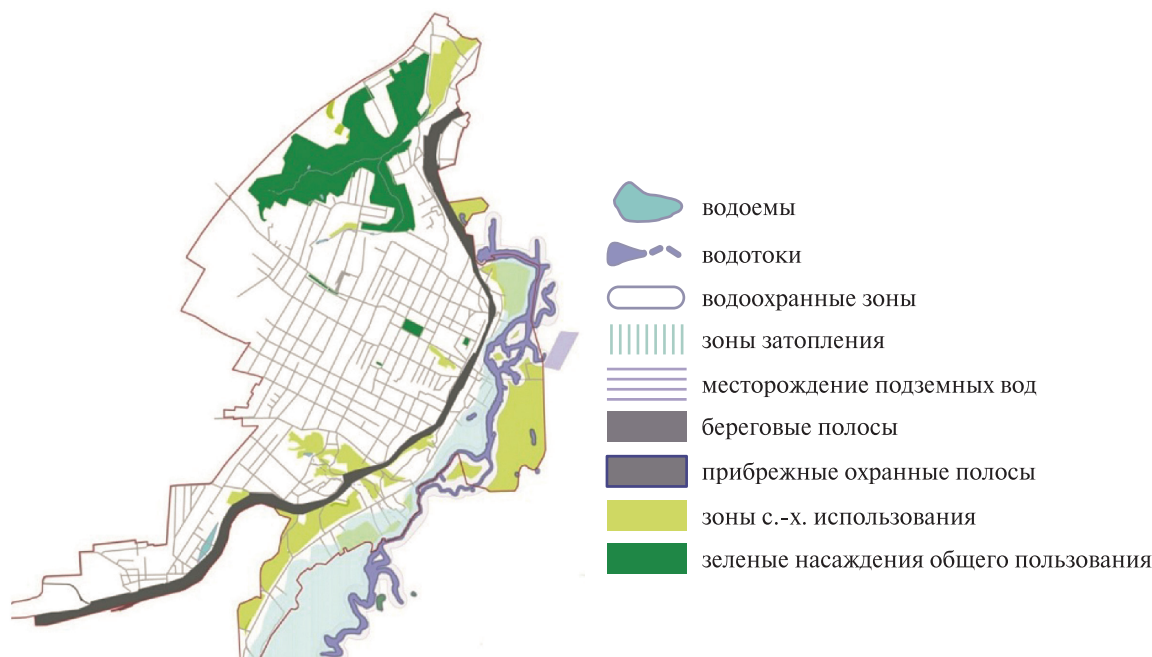 водоемы
водотоки
водоохранные зоны
зоны затопления
месторождение подземных вод
береговые полосы
прибрежные охранные полосы
зоны с.-х. использования
зеленые насаждения общего пользования